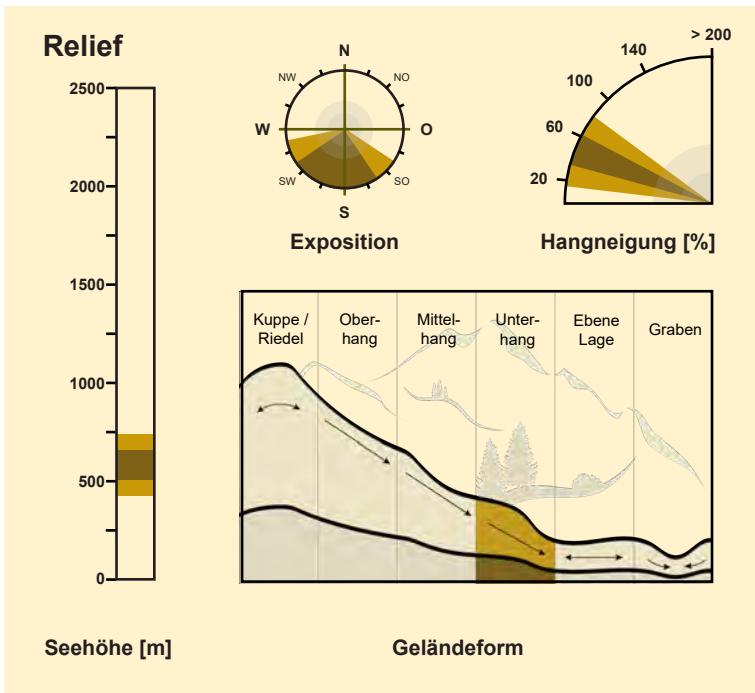 Relief
2500
2000
1500
1000
500
0
Seehöhe [m]
N
NW
NO
W
O
SW
SO
S
Exposition
> 200
140
100
60
20
Hangneigung [%]
Kuppe /
Riedel
Ober-
hang
Mittel-
hang
Unter-
hang
Ebene
Lage
Graben
Geländeform